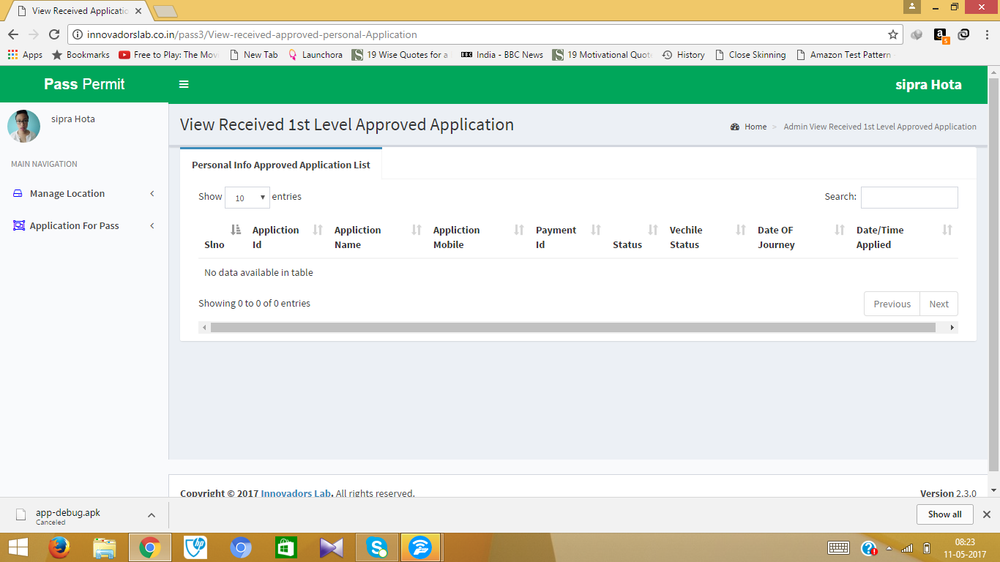 View Received Applicatio
innovadorslab.co.in/pass3/View-received-approved-personal-Application
Apps Bookmarks Free to Play: The Mov New Tab Launchora 19 Wise Quotes for a BBC India - BBC News 19 Motivational Quot History Close Skinning Amazon Test Pattern
Pass Permit sipra Hota
sipra Hota
MAIN NAVIGATION
Manage Location
Application For Pass
View Received 1st Level Approved Application
Home > Admin View Received 1st Level Approved Application
Personal Info Approved Application List
Show 10 entries Search:
Slno Appliction Id Appliction Name Appliction Mobile Payment Id Status Vechile Status Date OF Journey Date/Time Applied
No data available in table
Showing 0 to 0 of 0 entries Previous Next
Copyright © 2017 Innovadors Lab. All rights reserved. Version 2.3.0
app-debug.apk
Canceled
Show all
08:23
11-05-2017